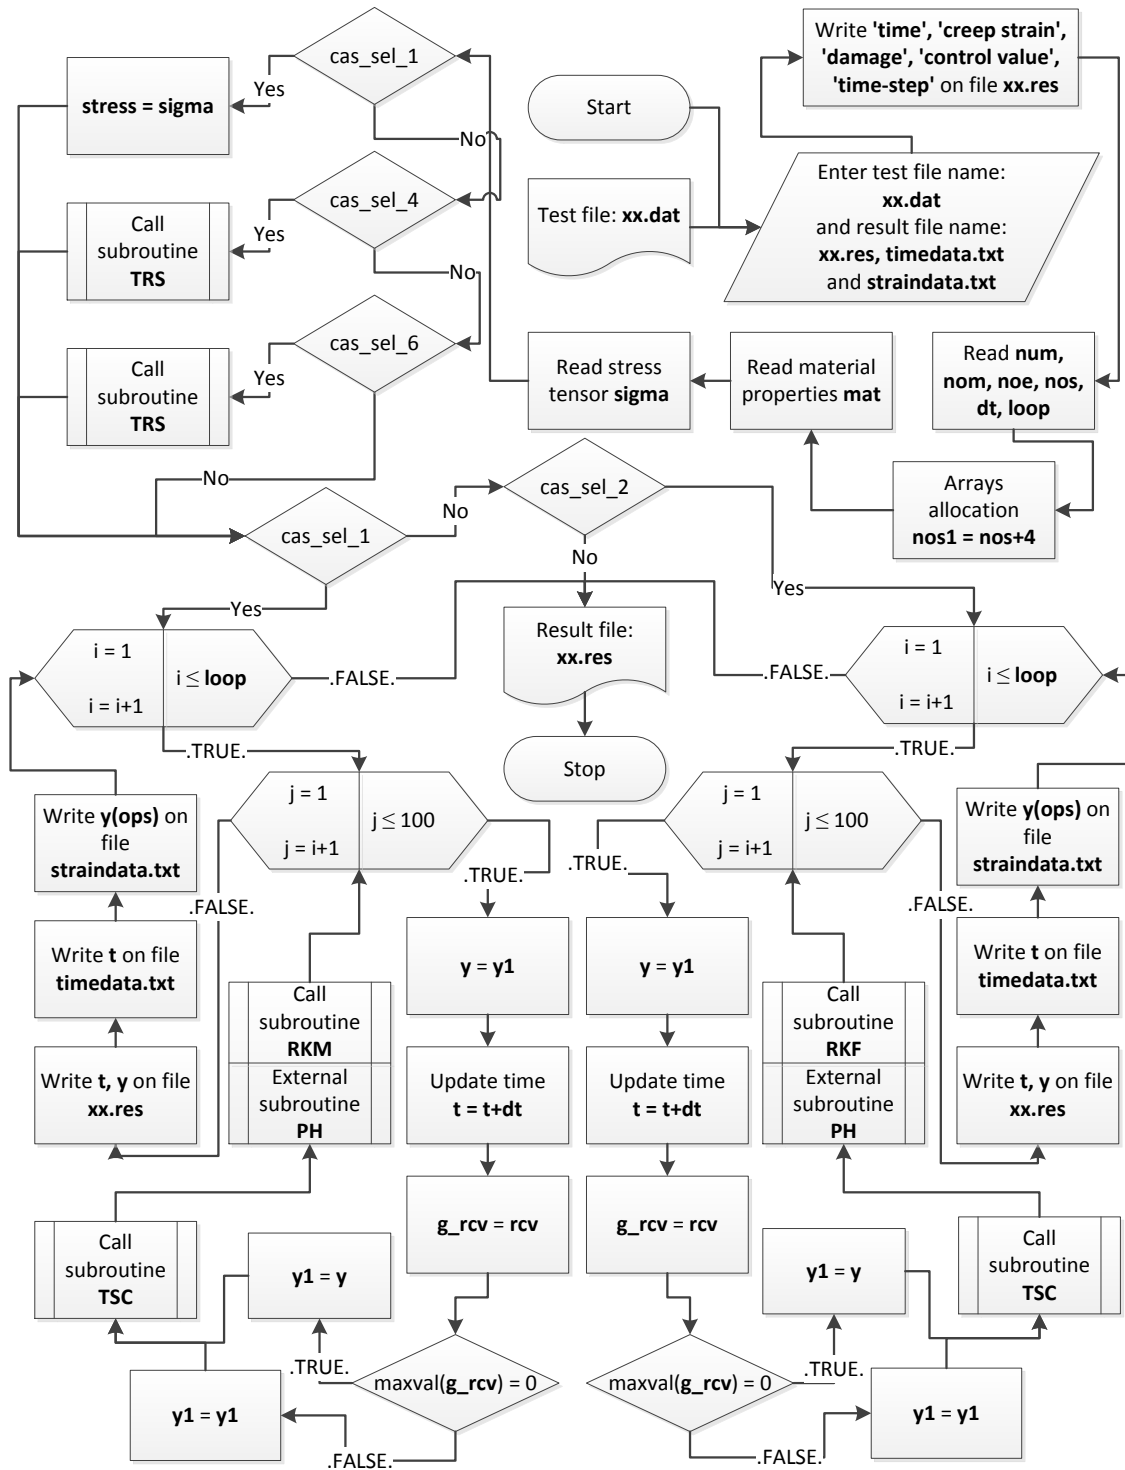 cas_sel_1
Yes
stress = sigma
No
cas_sel_4
Yes
Call
subroutine
TRS
No
cas_sel_6
Yes
Call
subroutine
TRS
No
Start
Test file: xx.dat
Write 'time', 'creep strain',
'damage', 'control value',
'time-step' on file xx.res
Enter test file name:
xx.dat
and result file name:
xx.res, timedata.txt
and straindata.txt
Read stress
tensor sigma
Read material
properties mat
Read num,
nom, noe, nos,
dt, loop
Arrays
allocation
nos1 = nos+4
cas_sel_1
No
cas_sel_2
No
Yes
Yes
i = 1
i = i+1
i ≤ loop
.FALSE.
Result file:
xx.res
.FALSE.
i = 1
i = i+1
i ≤ loop
.TRUE.
Stop
.TRUE.
j = 1
j = i+1
j ≤ 100
j = 1
j = i+1
j ≤ 100
Write y(ops) on
file
straindata.txt
.FALSE.
.TRUE.
.TRUE.
.FALSE.
Write y(ops) on
file
straindata.txt
Write t on file
timedata.txt
y = y1
y = y1
Write t on file
timedata.txt
Call
subroutine
RKM
External
subroutine
PH
Call
subroutine
RKF
External
subroutine
PH
Write t, y on file
xx.res
Update time
t = t+dt
Update time
t = t+dt
Write t, y on file
xx.res
g_rcv = rcv
g_rcv = rcv
Call
subroutine
TSC
y1 = y
y1 = y
Call
subroutine
TSC
.TRUE.
maxval(g_rcv) = 0
maxval(g_rcv) = 0
.TRUE.
y1 = y1
.FALSE.
.FALSE.
y1 = y1